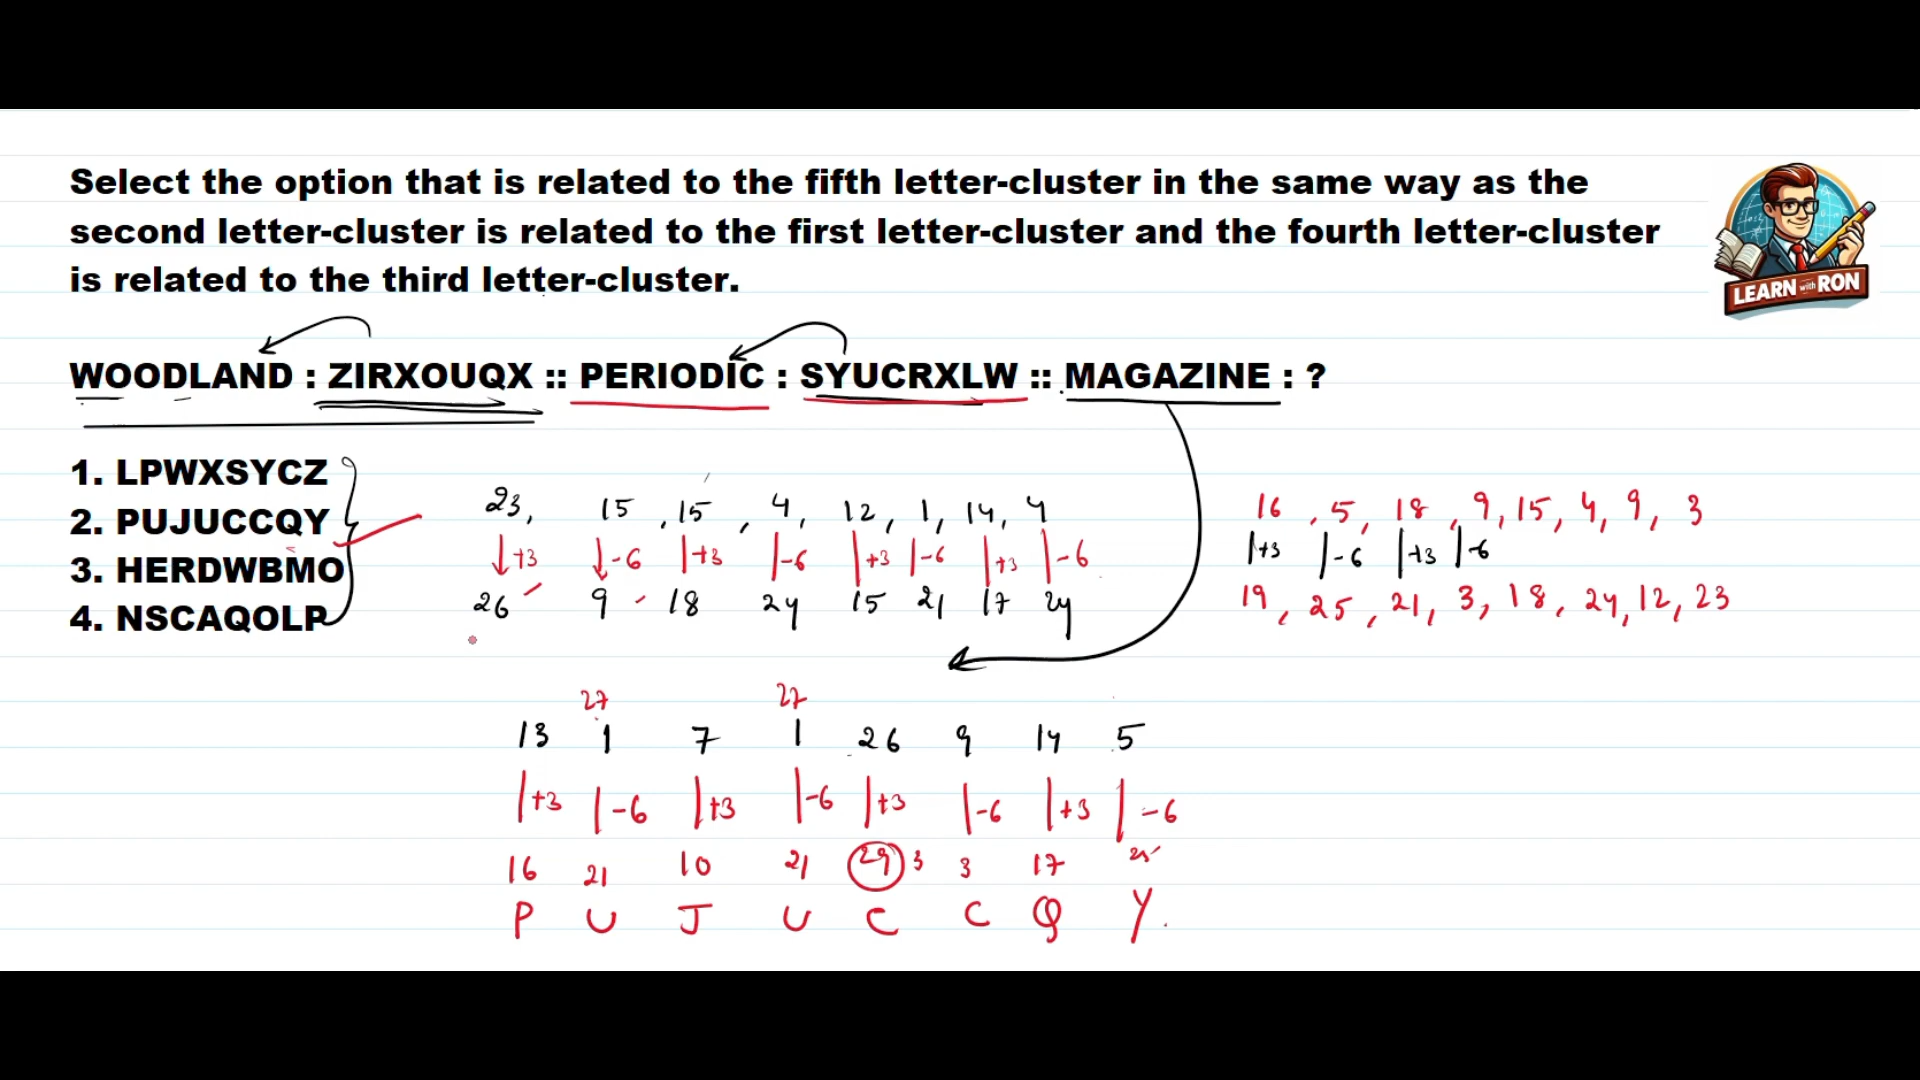 Select the option that is related to the fifth letter-cluster in the same way as the
second letter-cluster is related to the first letter-cluster and the fourth letter-cluster
is related to the third letter-cluster.
LEARN with RON
WOODLAND : ZIRXOUQX :: PERIODIC : SYUCRXLW :: MAGAZINE : ?
1. LPWXSYCZ
2. PUJUCCQY
3. HERDWBMO
4. NSCAQOLP
23, 15, 15, 4, 12, 1, 14, 4
+3 -6 +3 -6 +3 -6 +3 -6
26 9 18 24 15 21 17 24
16, 5, 18, 9, 15, 4, 9, 3
+3 -6 +3 -6
19, 25, 21, 3, 18, 24, 12, 23
27 27
13 1 7 1 26 9 14 5
+3 -6 +3 -6 +3 -6 +3 -6
16 21 10 21 29 3 3 17 25
P U J U C C Q Y.